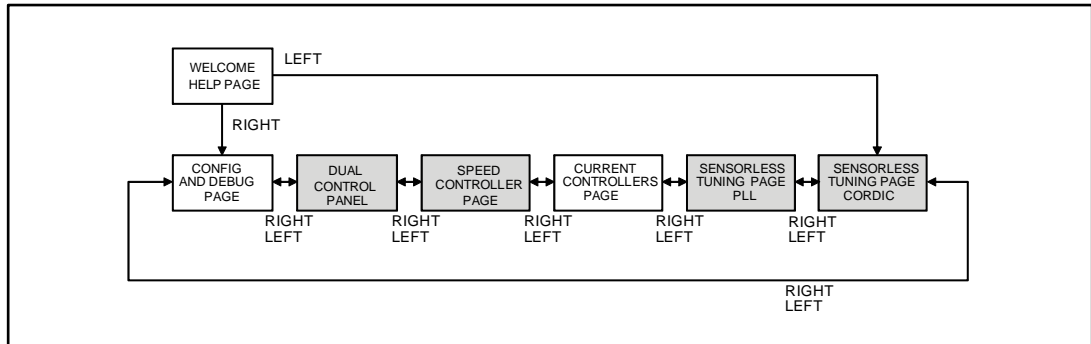 WELCOME
HELP PAGE
LEFT
RIGHT
CONFIG
AND DEBUG
PAGE
DUAL
CONTROL
PANEL
SPEED
CONTROLLER
PAGE
CURRENT
CONTROLLERS
PAGE
SENSORLESS
TUNING PAGE
PLL
SENSORLESS
TUNING PAGE
CORDIC
RIGHT
LEFT
RIGHT
LEFT
RIGHT
LEFT
RIGHT
LEFT
RIGHT
LEFT
RIGHT
LEFT